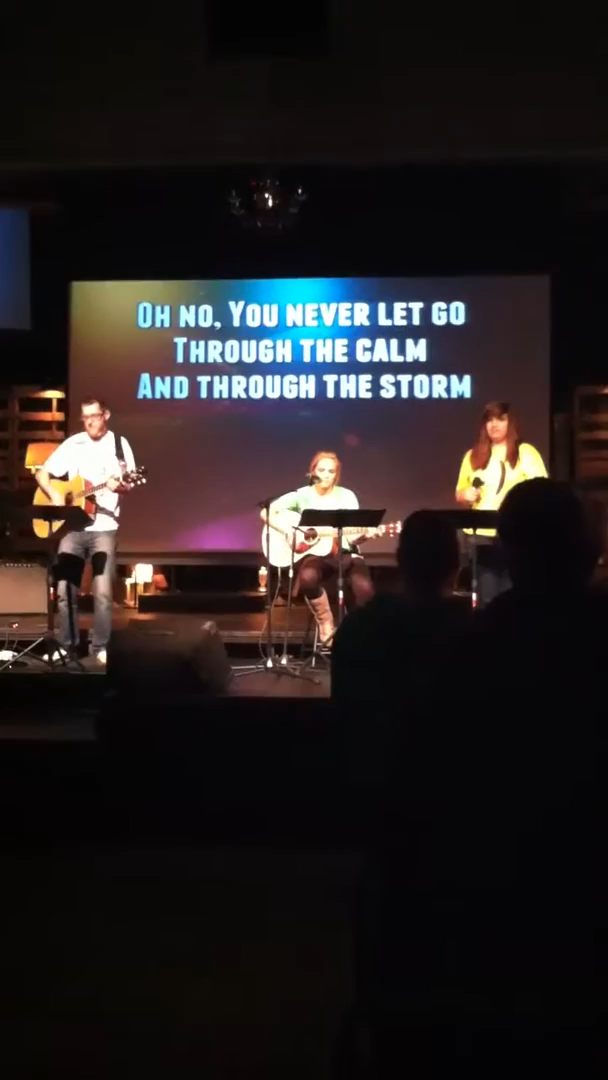 Oh no, You never let go
Through the calm
And through the storm